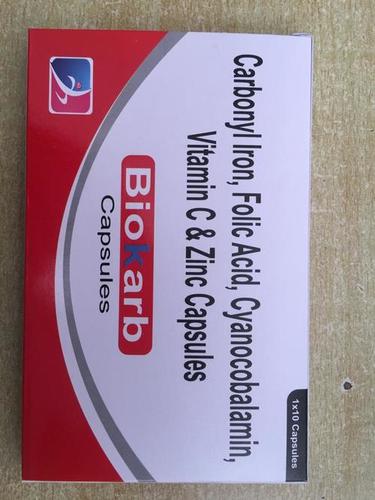 1x10 Capsules
Carbonyl Iron, Folic Acid, Cyanocobalamin,
Vitamin C & Zinc Capsules
Biokarb
Capsules